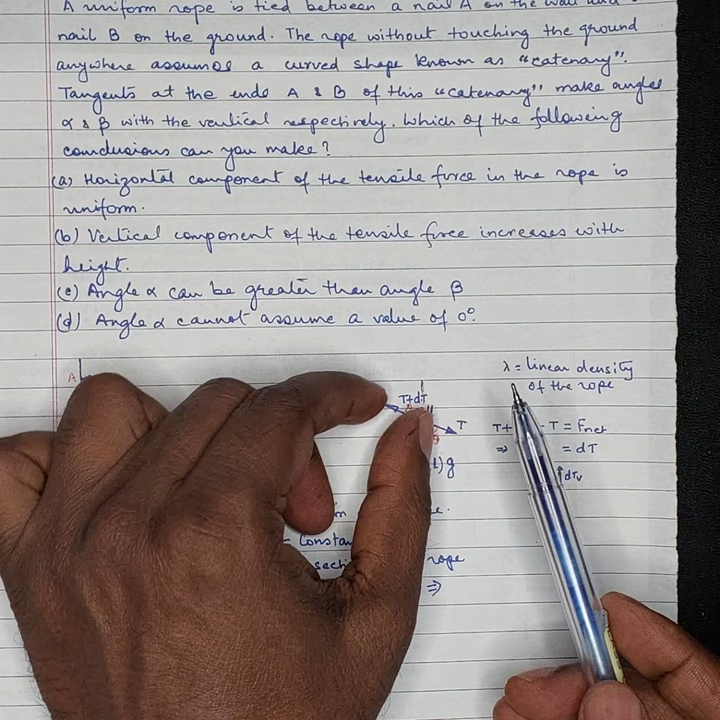 A uniform rope is tied between a nail A on the wall and
nail B on the ground. The rope without touching the ground
anywhere assumes a curved shape known as "catenary".
Tangents at the ends A & B of this "catenary" make angles
α & β with the vertical respectively. Which of the following
conclusions can you make?
(a) Horizontal component of the tensile force in the rope is
uniform.
(b) Vertical component of the tensile force increases with
height.
(c) Angle α can be greater than angle β
(d) Angle α cannot assume a value of 0°.
A
T+dT
T
θ
)g
λ = linear density
of the rope
T+ - T = Fnet
⇒ = dT
↑dTv
rope
⇒